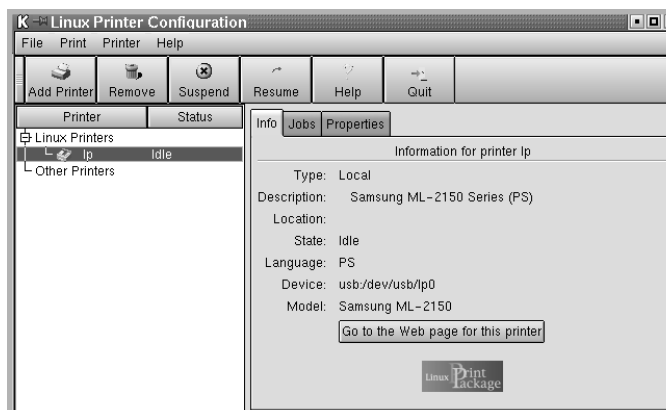 Linux Printer Configuration
File Print Printer Help
Add Printer Remove Suspend Resume Help Quit
Printer Status
Linux Printers
lp Idle
Other Printers
Info Jobs Properties
Information for printer lp
Type: Local
Description: Samsung ML-2150 Series (PS)
Location:
State: Idle
Language: PS
Device: usb:/dev/usb/lp0
Model: Samsung ML-2150
Go to the Web page for this printer
Linux Print Package